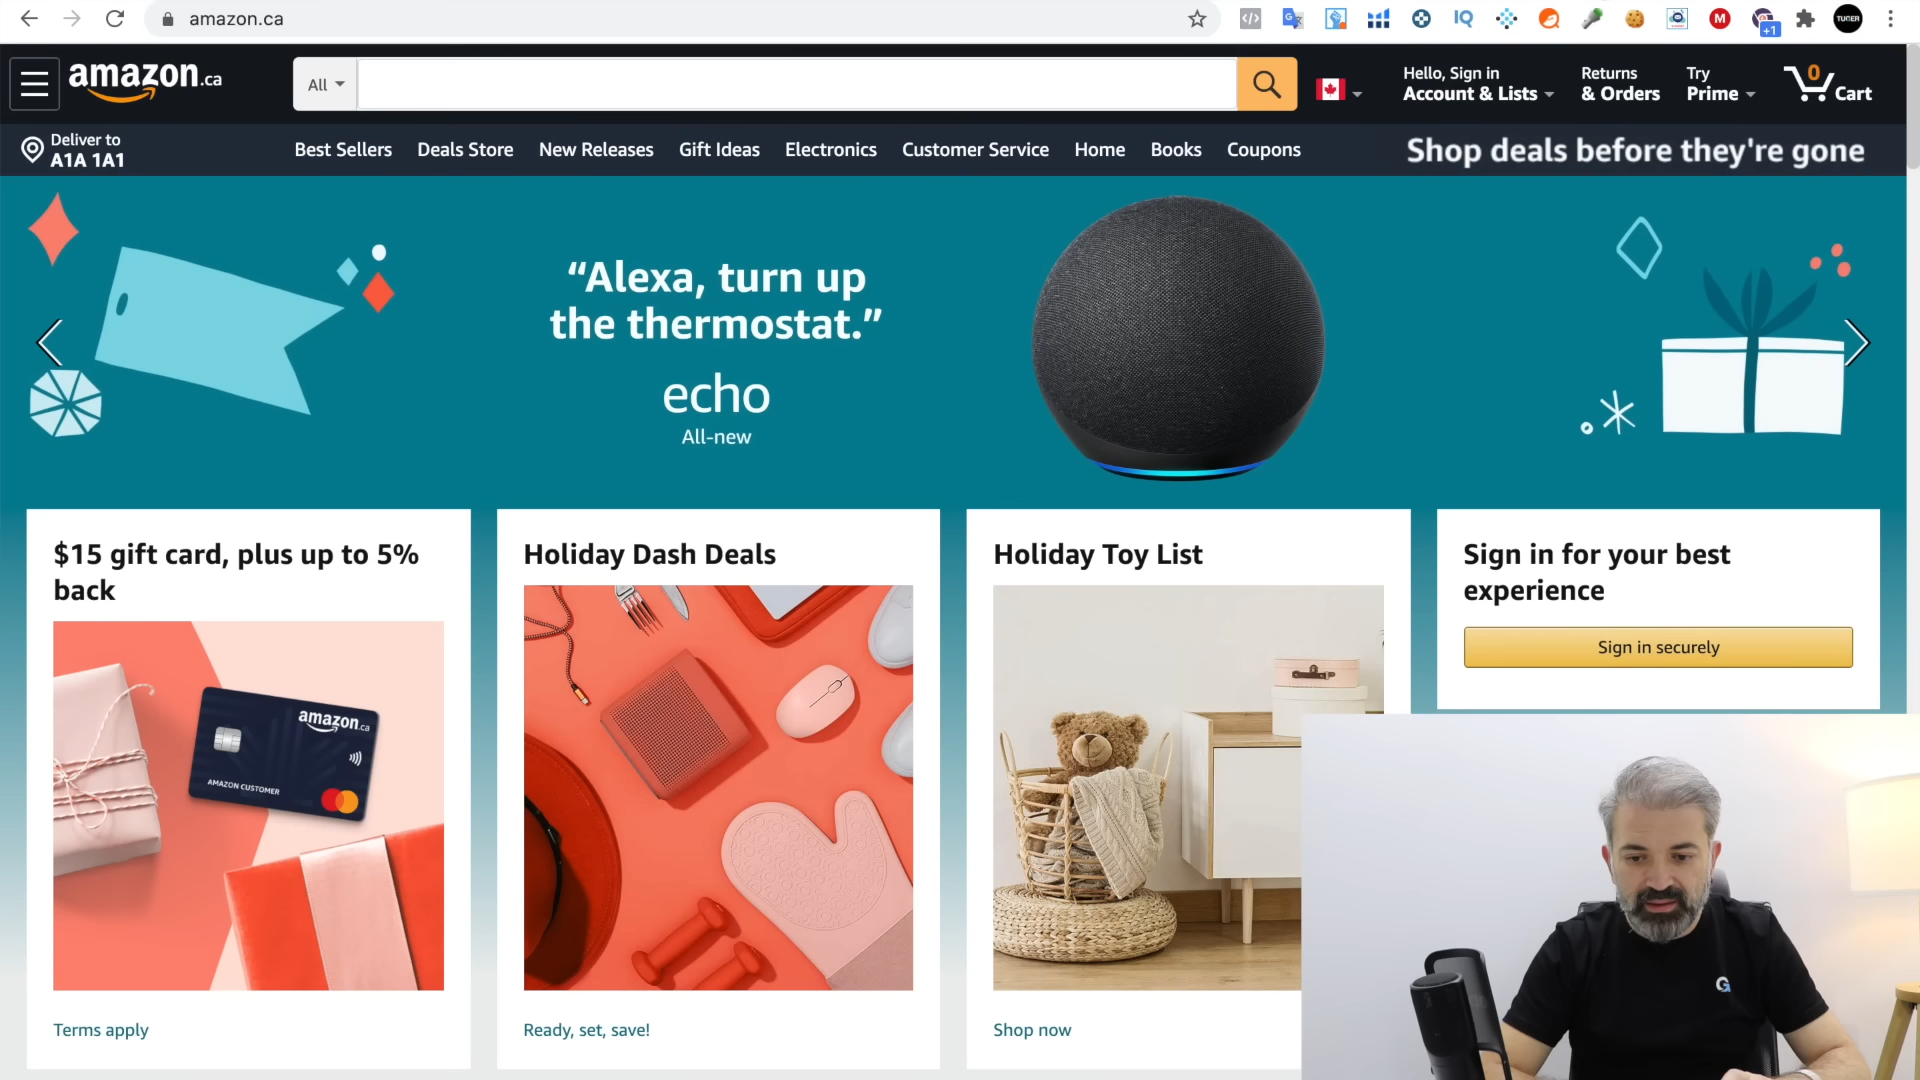 amazon.ca
IQ
M
+1
TUNER
amazon.ca
All
Hello, Sign in
Account & Lists
Returns
& Orders
Try
Prime
0
Cart
Deliver to
A1A 1A1
Best Sellers
Deals Store
New Releases
Gift Ideas
Electronics
Customer Service
Home
Books
Coupons
Shop deals before they're gone
“Alexa, turn up
the thermostat.”
echo
All-new
$15 gift card, plus up to 5%
back
amazon.ca
AMAZON CUSTOMER
Terms apply
Holiday Dash Deals
Ready, set, save!
Holiday Toy List
Shop now
Sign in for your best
experience
Sign in securely
G